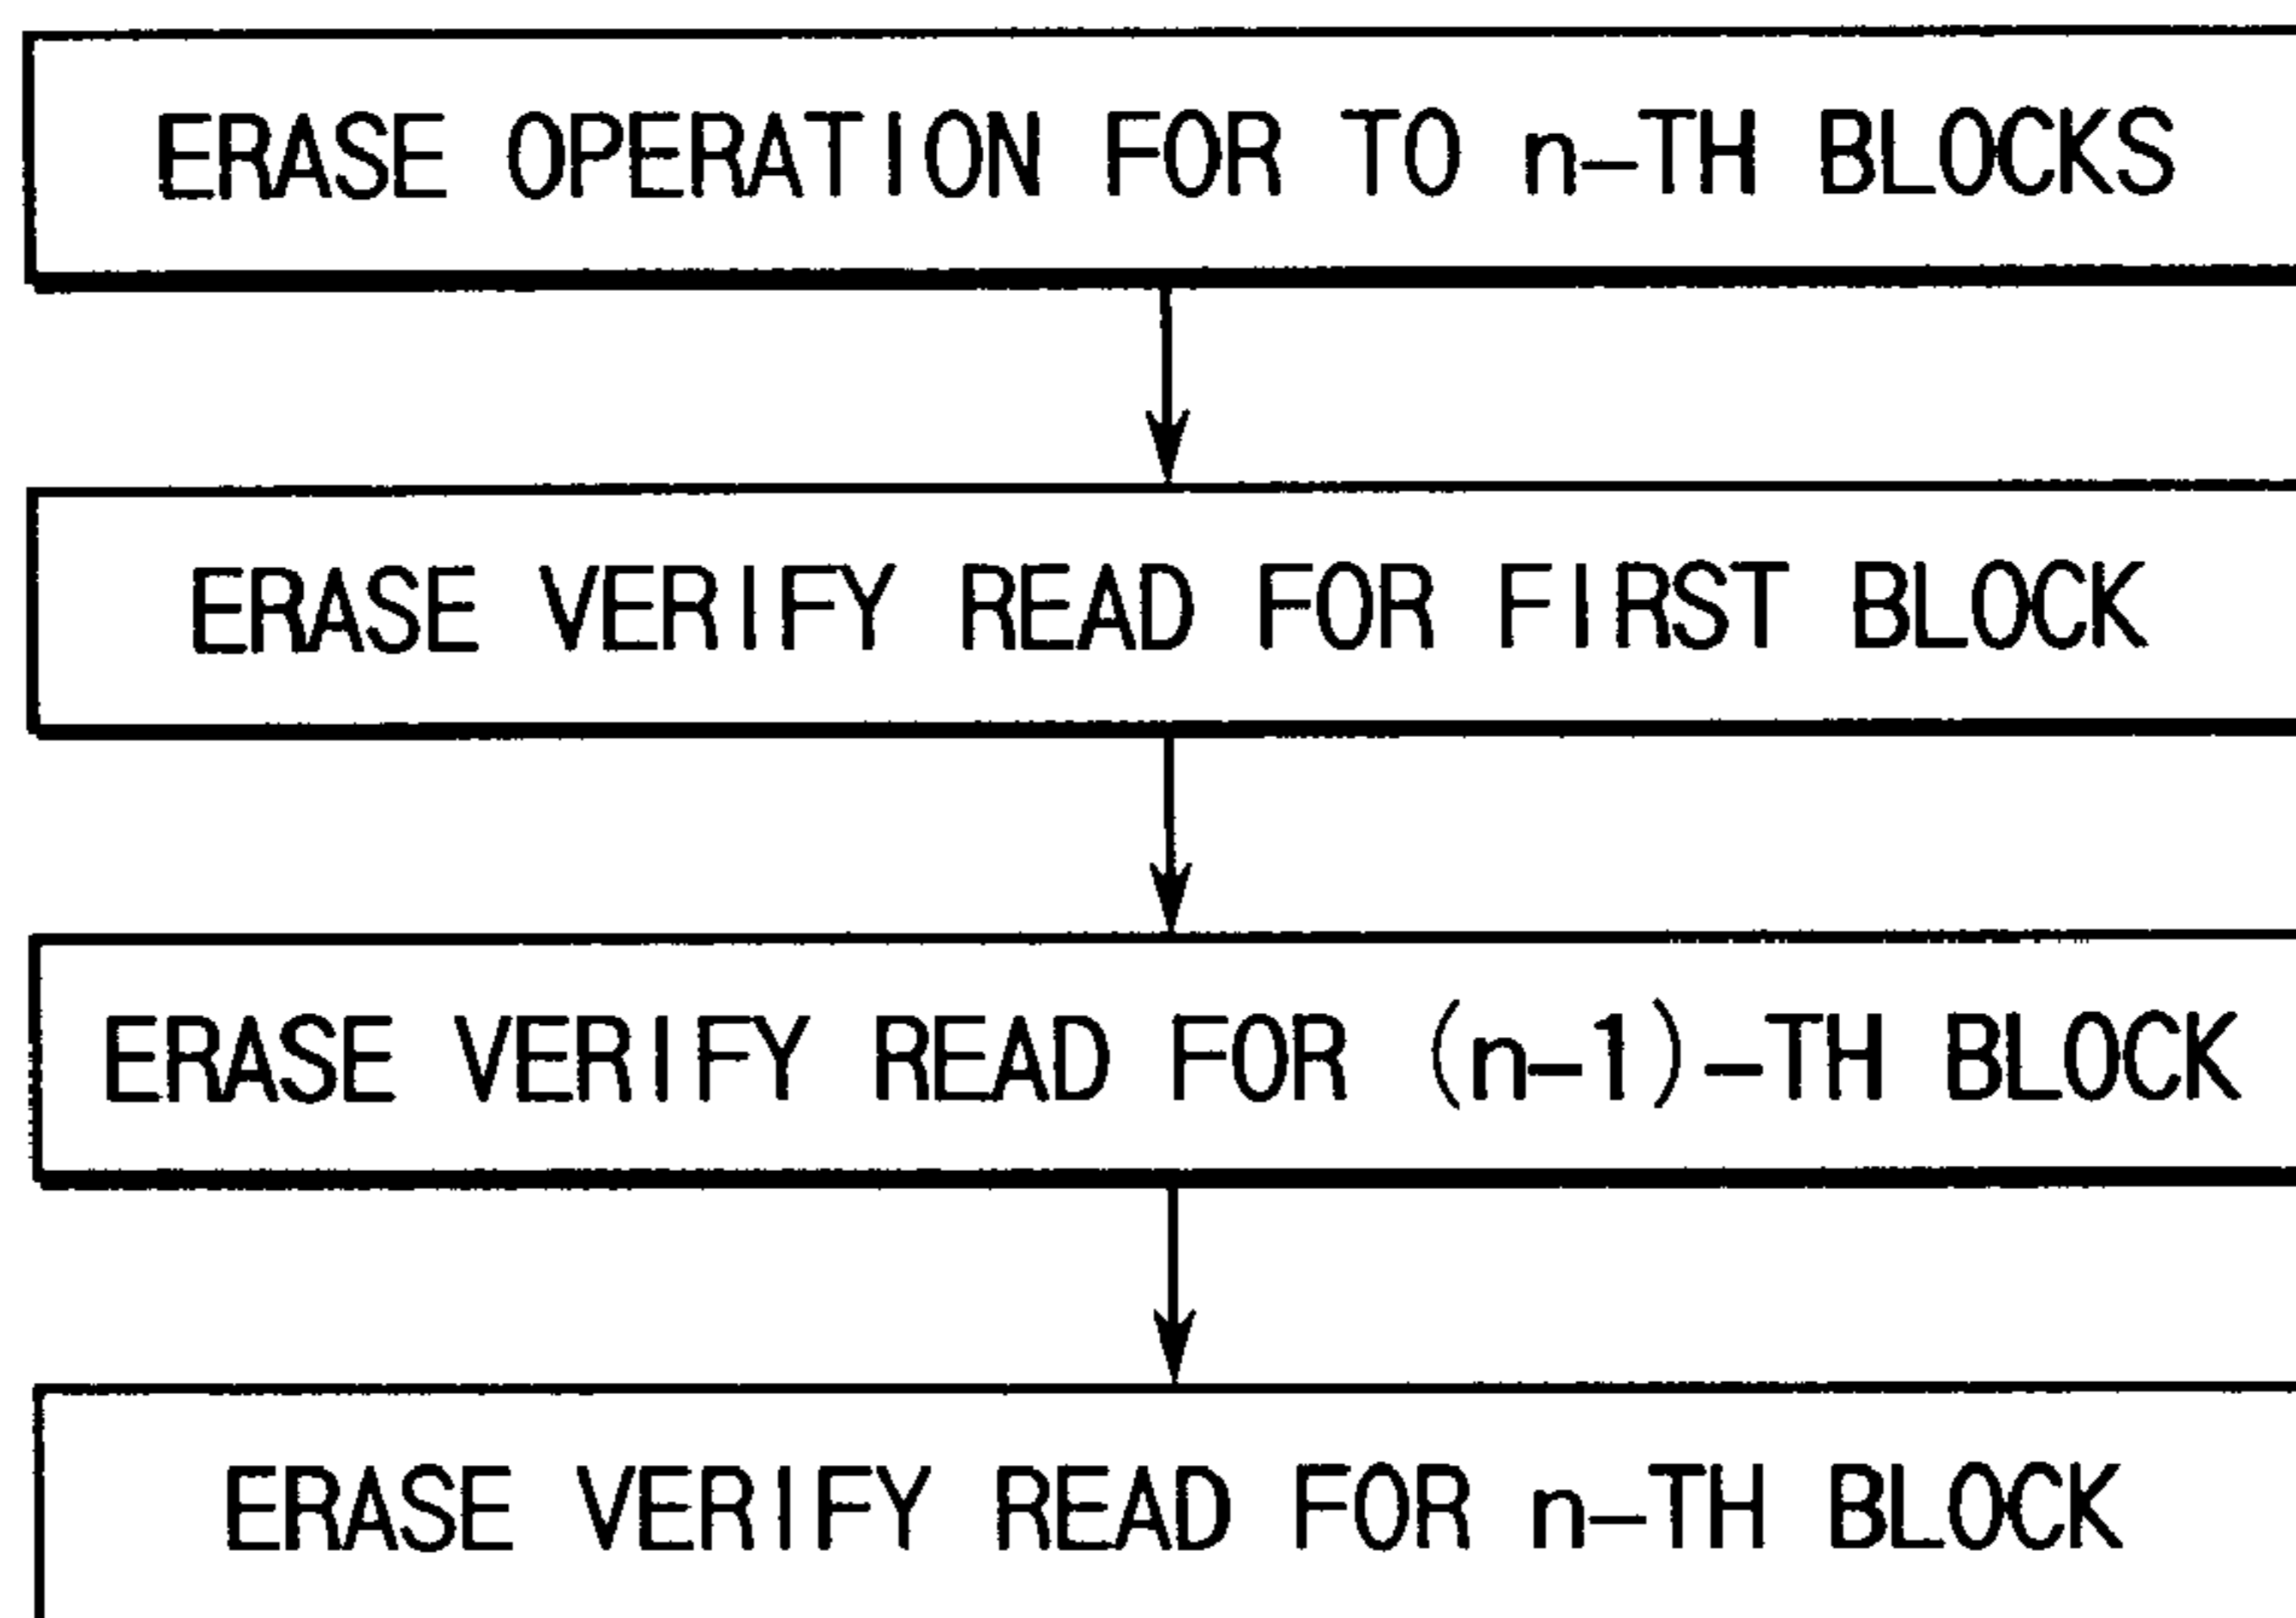 ERASE OPERATION FOR TO n-TH BLOCKS
ERASE VERIFY READ FOR FIRST BLOCK
ERASE VERIFY READ FOR (n-1)-TH BLOCK
ERASE VERIFY READ FOR n-TH BLOCK